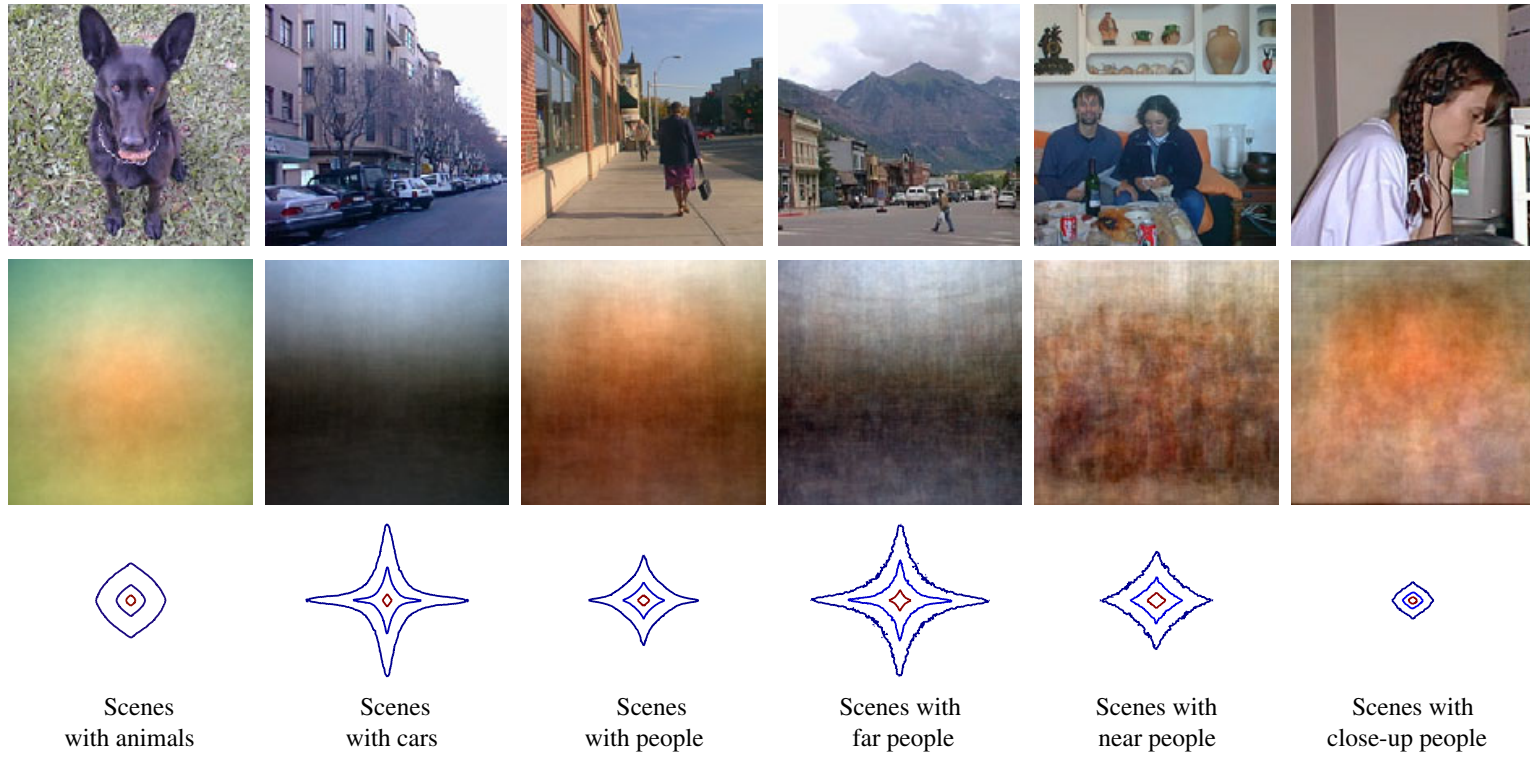 Scenes
with animals
Scenes
with cars
Scenes
with people
Scenes with
far people
Scenes with
near people
Scenes with
close-up people